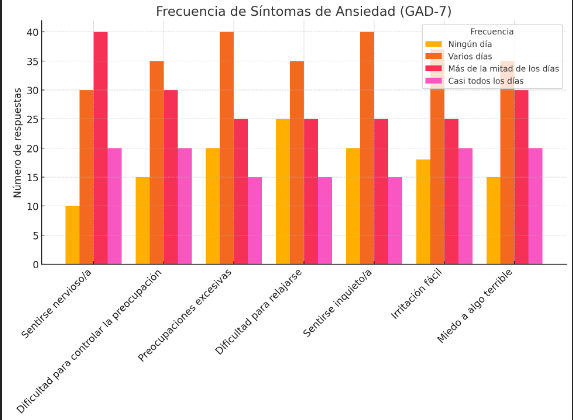 Frecuencia de Síntomas de Ansiedad (GAD-7)
Frecuencia
Ningún día
Varios días
Más de la mitad de los días
Casi todos los días
Número de respuestas
40
35
30
25
20
15
10
5
0
Sentirse nervioso/a
Dificultad para controlar la preocupación
Preocupaciones excesivas
Dificultad para relajarse
Sentirse inquieto/a
Irritación fácil
Miedo a algo terrible